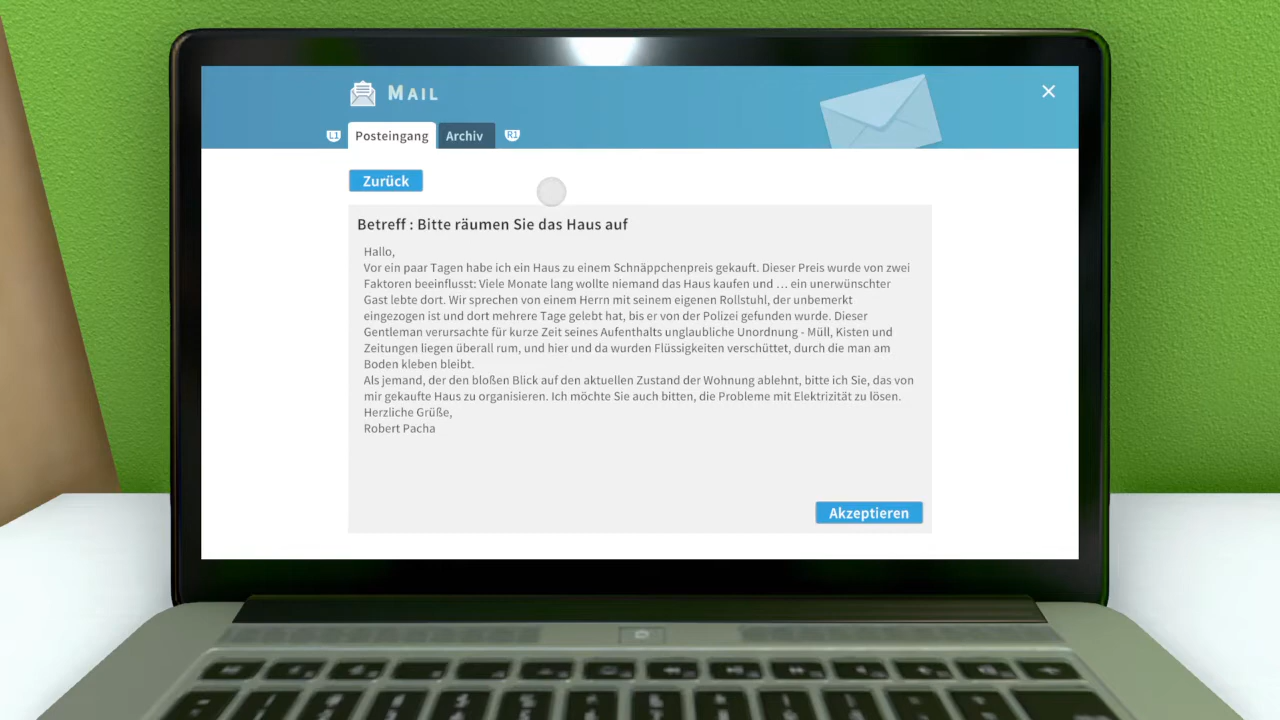 MAIL
L1 Posteingang Archiv R1
Zurück
Betreff : Bitte räumen Sie das Haus auf
Hallo,
Vor ein paar Tagen habe ich ein Haus zu einem Schnäppchenpreis gekauft. Dieser Preis wurde von zwei
Faktoren beeinflusst: Viele Monate lang wollte niemand das Haus kaufen und … ein unerwünschter
Gast lebte dort. Wir sprechen von einem Herrn mit seinem eigenen Rollstuhl, der unbemerkt
eingezogen ist und dort mehrere Tage gelebt hat, bis er von der Polizei gefunden wurde. Dieser
Gentleman verursachte für kurze Zeit seines Aufenthalts unglaubliche Unordnung - Müll, Kisten und
Zeitungen liegen überall rum, und hier und da wurden Flüssigkeiten verschüttet, durch die man am
Boden kleben bleibt.
Als jemand, der den bloßen Blick auf den aktuellen Zustand der Wohnung ablehnt, bitte ich Sie, das von
mir gekaufte Haus zu organisieren. Ich möchte Sie auch bitten, die Probleme mit Elektrizität zu lösen.
Herzliche Grüße,
Robert Pacha
Akzeptieren